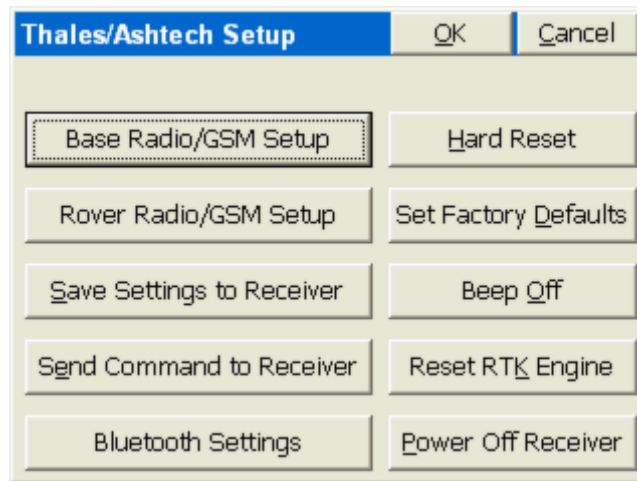 Thales/Ashtech Setup OK Cancel
Base Radio/GSM Setup Hard Reset
Rover Radio/GSM Setup Set Factory Defaults
Save Settings to Receiver Beep Off
Send Command to Receiver Reset RTK Engine
Bluetooth Settings Power Off Receiver